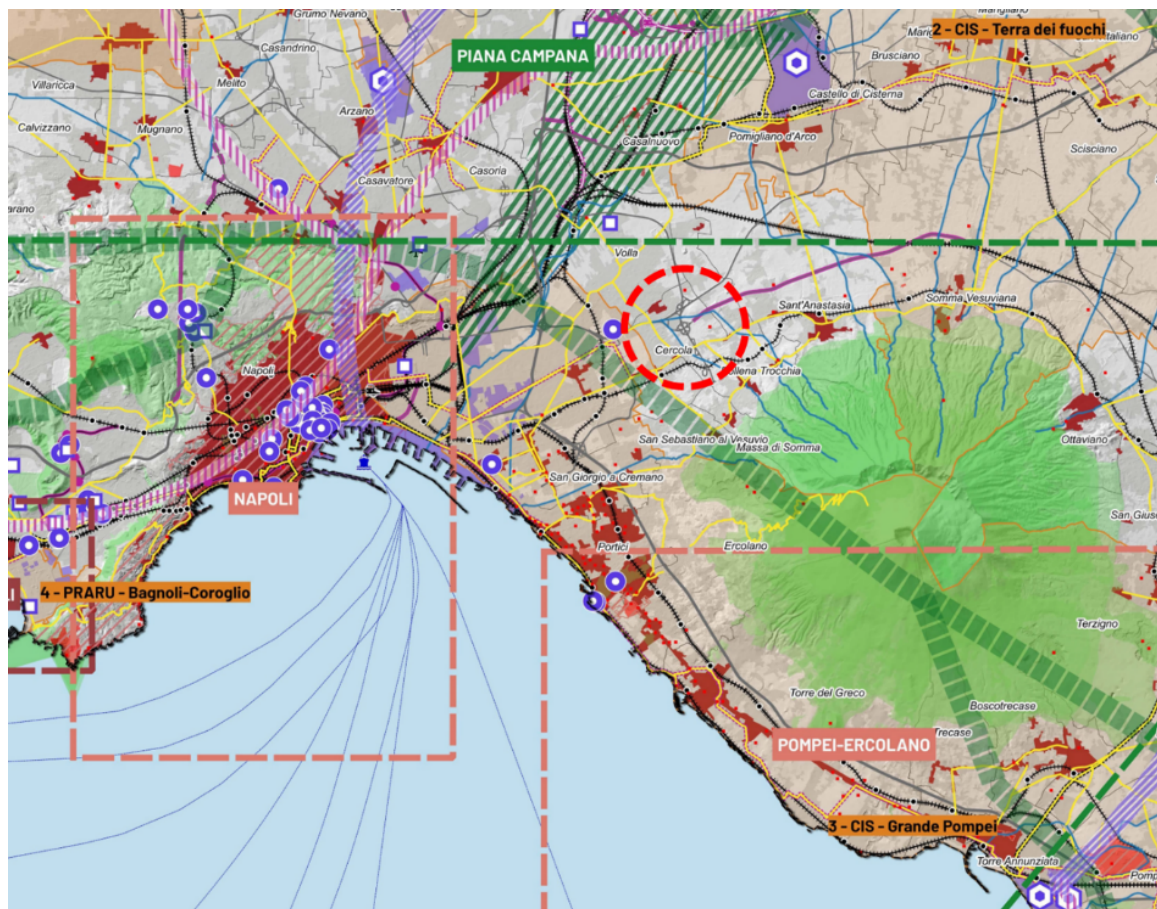 Grumo Nevano
Casandrino
2 - CIS - Terra dei fuochi
PIANA CAMPANA
Brusciano
Villaricca
Melito
Castello di Cisterna
Arzano
Calvizzano
Mugnano
Casalnuovo
Pomigliano d'Arco
Scisciano
Casavatore
Casoria
Volla
Sant'Anastasia
Somma Vesuviana
Cercola
Napoli
Pollena Trocchia
Ottaviano
San Sebastiano al Vesuvio
Massa di Somma
San Giorgio a Cremano
NAPOLI
San Giuse
Portici
Ercolano
4 - PRARU - Bagnoli-Coroglio
Terzigno
Torre del Greco
Boscotrecase
Trecase
POMPEI-ERCOLANO
3 - CIS - Grande Pompei
Torre Annunziata
Pomp